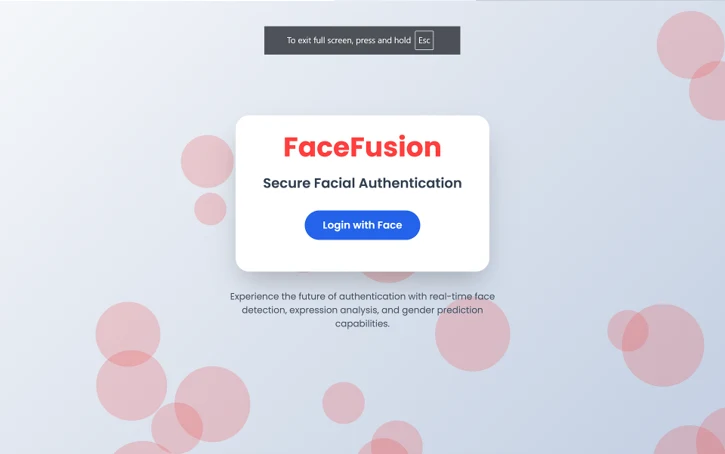 To exit full screen, press and hold Esc
FaceFusion
Secure Facial Authentication
Login with Face
Experience the future of authentication with real-time face
detection, expression analysis, and gender prediction
capabilities.